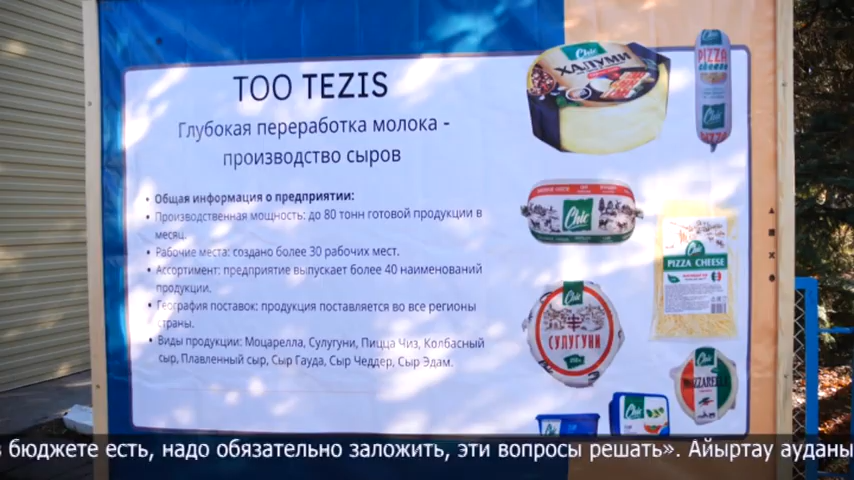 ТОО TEZIS
Глубокая переработка молока -
производство сыров
• Общая информация о предприятии:
• Производственная мощность: до 80 тонн готовой продукции в
месяц.
• Рабочие места: создано более 30 рабочих мест.
• Ассортимент: предприятие выпускает более 40 наименований
продукции.
• География поставок: продукция поставляется во все регионы
страны.
• Виды продукции: Моцарелла, Сулугуни, Пицца Чиз, Колбасный
сыр, Плавленный сыр, Сыр Гауда, Сыр Чеддер, Сыр Эдам.
Chic
ХАЛУМИ
PIZZA
cheese
Chic
PIZZA
Chic
Chic
PIZZA CHEESE
Chic
СУЛУГУНИ
Chic
MOZZARELLA
Chic
Chic
в бюджете есть, надо обязательно заложить, эти вопросы решать». Айыртау ауданы